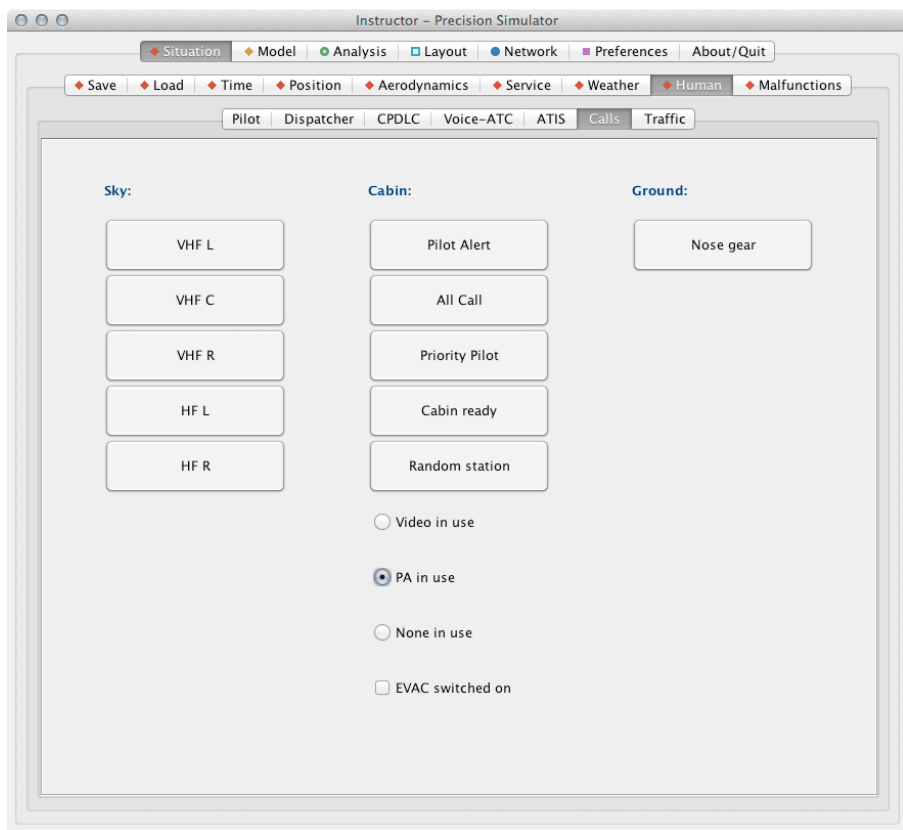 Instructor – Precision Simulator
Situation Model Analysis Layout Network Preferences About/Quit
Save Load Time Position Aerodynamics Service Weather Human Malfunctions
Pilot Dispatcher CPDLC Voice-ATC ATIS Calls Traffic
Sky: Cabin: Ground:
VHF L Pilot Alert Nose gear
VHF C All Call
VHF R Priority Pilot
HF L Cabin ready
HF R Random station
Video in use
PA in use
None in use
EVAC switched on